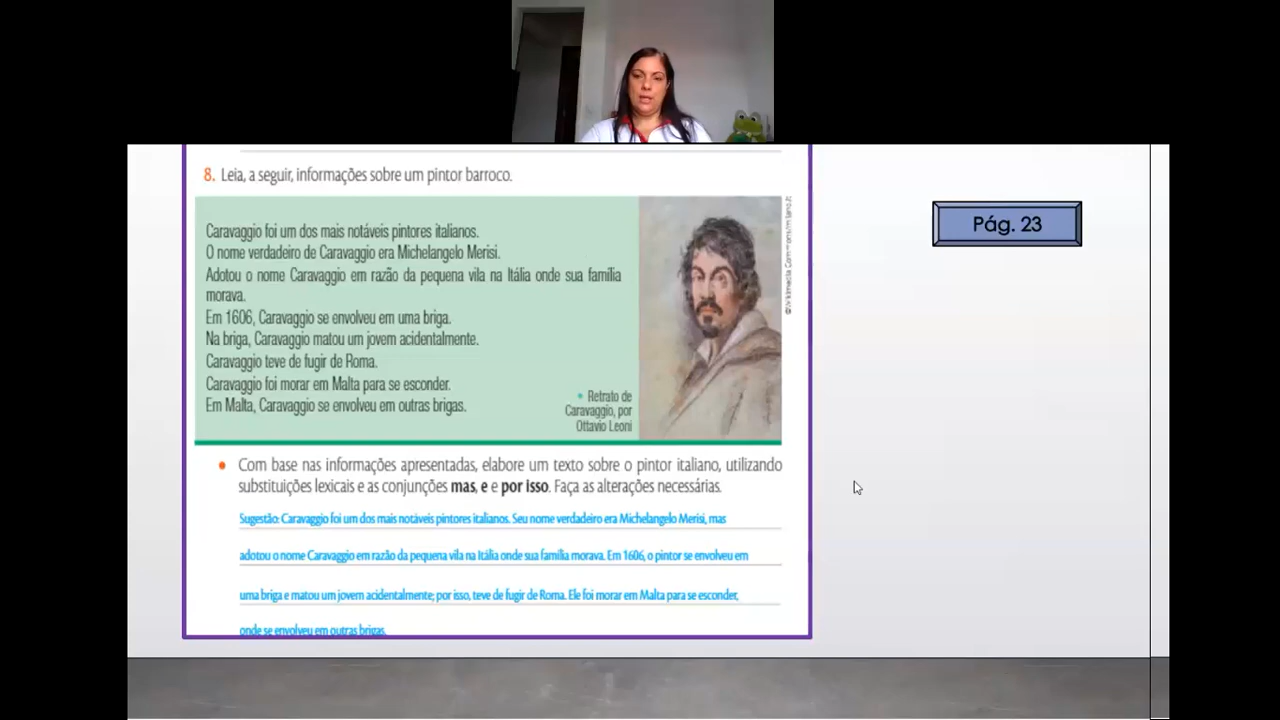 8. Leia, a seguir, informações sobre um pintor barroco.
Pág. 23
Caravaggio foi um dos mais notáveis pintores italianos.
O nome verdadeiro de Caravaggio era Michelangelo Merisi.
Adotou o nome Caravaggio em razão da pequena vila na Itália onde sua família
morava.
Em 1606, Caravaggio se envolveu em uma briga.
Na briga, Caravaggio matou um jovem acidentalmente.
Caravaggio teve de fugir de Roma.
Caravaggio foi morar em Malta para se esconder.
Em Malta, Caravaggio se envolveu em outras brigas.
• Retrato de
Caravaggio, por
Ottavio Leoni
©Wikimedia Commons/milano.it
• Com base nas informações apresentadas, elabore um texto sobre o pintor italiano, utilizando
substituições lexicais e as conjunções mas, e e por isso. Faça as alterações necessárias.
Sugestão: Caravaggio foi um dos mais notáveis pintores italianos. Seu nome verdadeiro era Michelangelo Merisi, mas
adotou o nome Caravaggio em razão da pequena vila na Itália onde sua família morava. Em 1606, o pintor se envolveu em
uma briga e matou um jovem acidentalmente; por isso, teve de fugir de Roma. Ele foi morar em Malta para se esconder,
onde se envolveu em outras brigas.